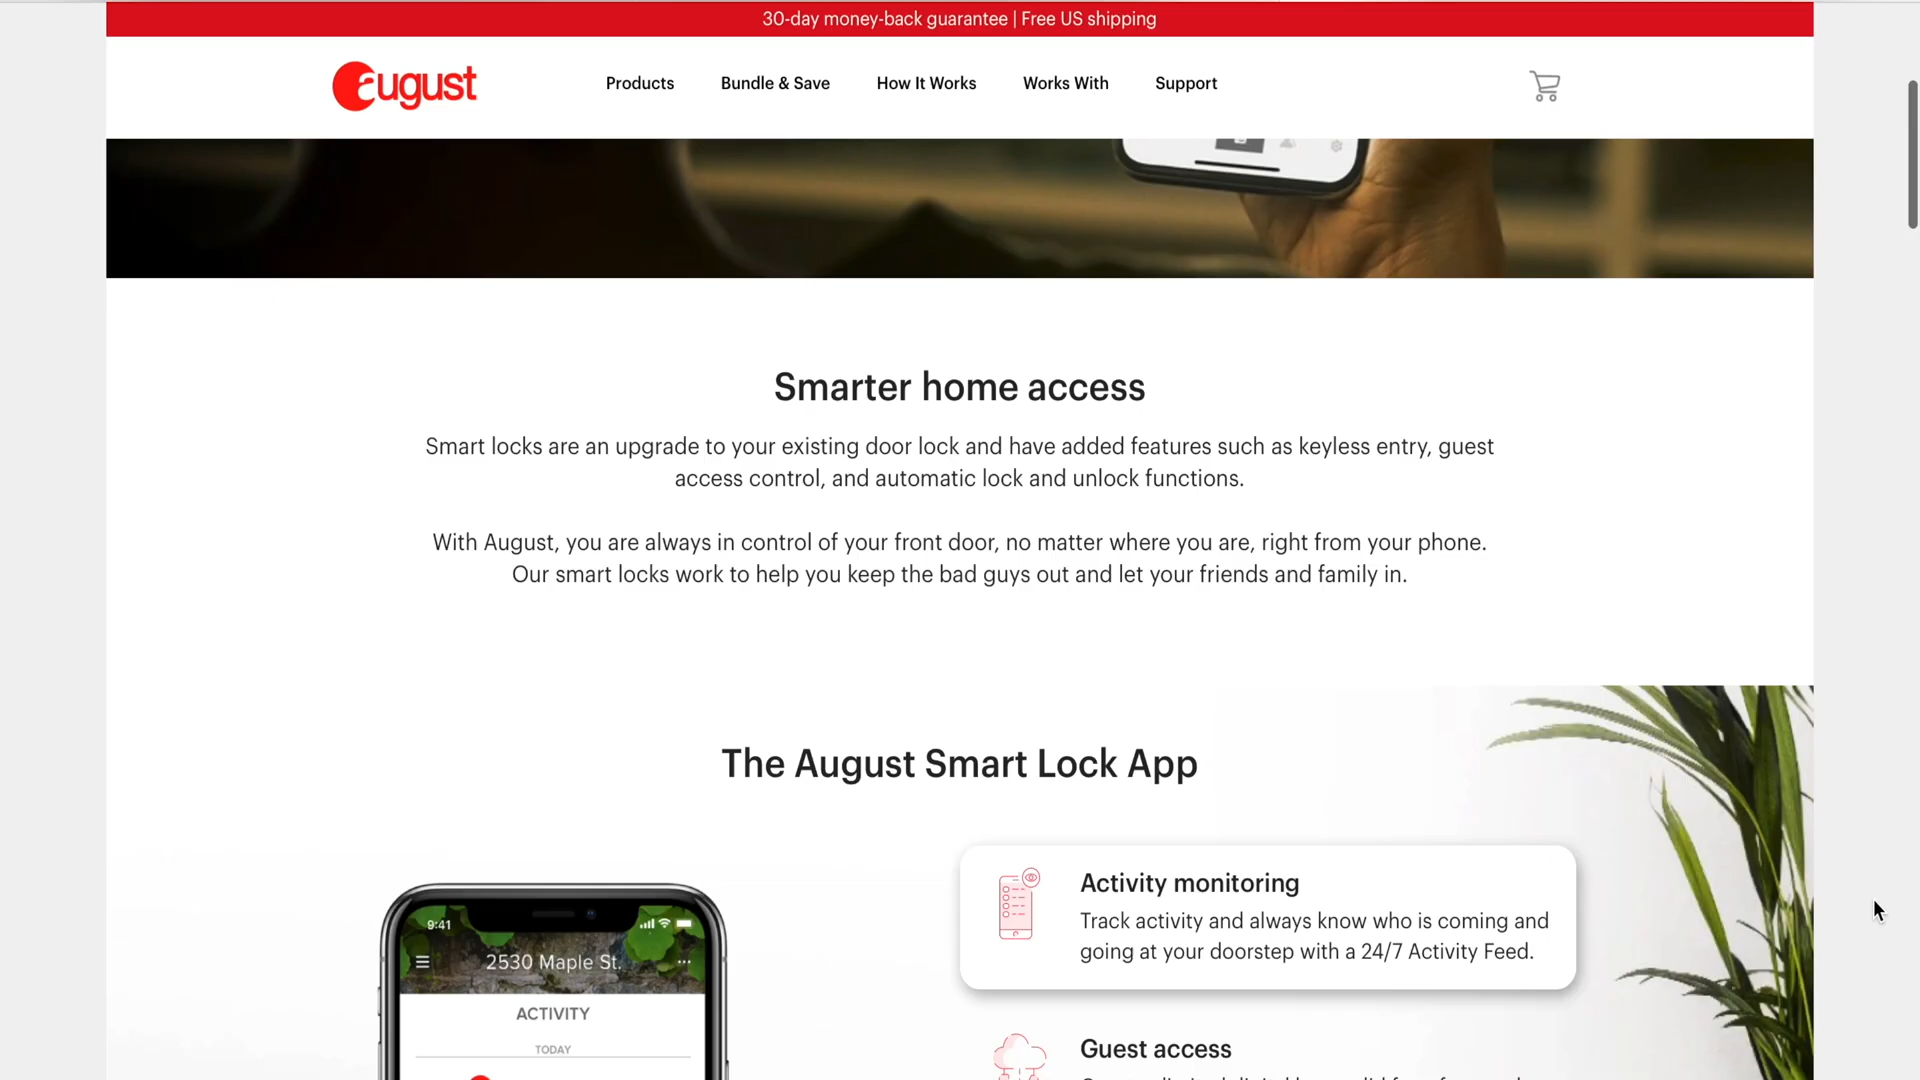 30-day money-back guarantee | Free US shipping
august
Products
Bundle & Save
How It Works
Works With
Support
Smarter home access
Smart locks are an upgrade to your existing door lock and have added features such as keyless entry, guest
access control, and automatic lock and unlock functions.
With August, you are always in control of your front door, no matter where you are, right from your phone.
Our smart locks work to help you keep the bad guys out and let your friends and family in.
The August Smart Lock App
Activity monitoring
Track activity and always know who is coming and
going at your doorstep with a 24/7 Activity Feed.
9:41
2530 Maple St.
ACTIVITY
TODAY
Guest access